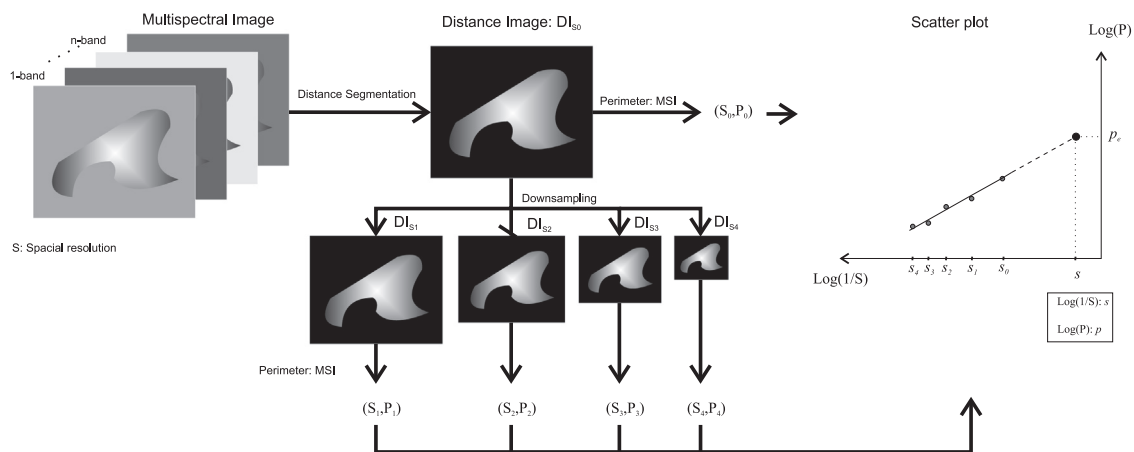 Multispectral Image
Distance Image: DI_S0
Scatter plot
n-band
1-band
Log(P)
Distance Segmentation
Perimeter: MSI
(S_0,P_0)
p_e
Downsampling
DI_S1
DI_S2
DI_S3
DI_S4
S: Spacial resolution
Log(1/S)
s_4 s_3 s_2 s_1 s_0 s
Log(1/S): s
Log(P): p
Perimeter: MSI
(S_1,P_1)
(S_2,P_2)
(S_3,P_3)
(S_4,P_4)